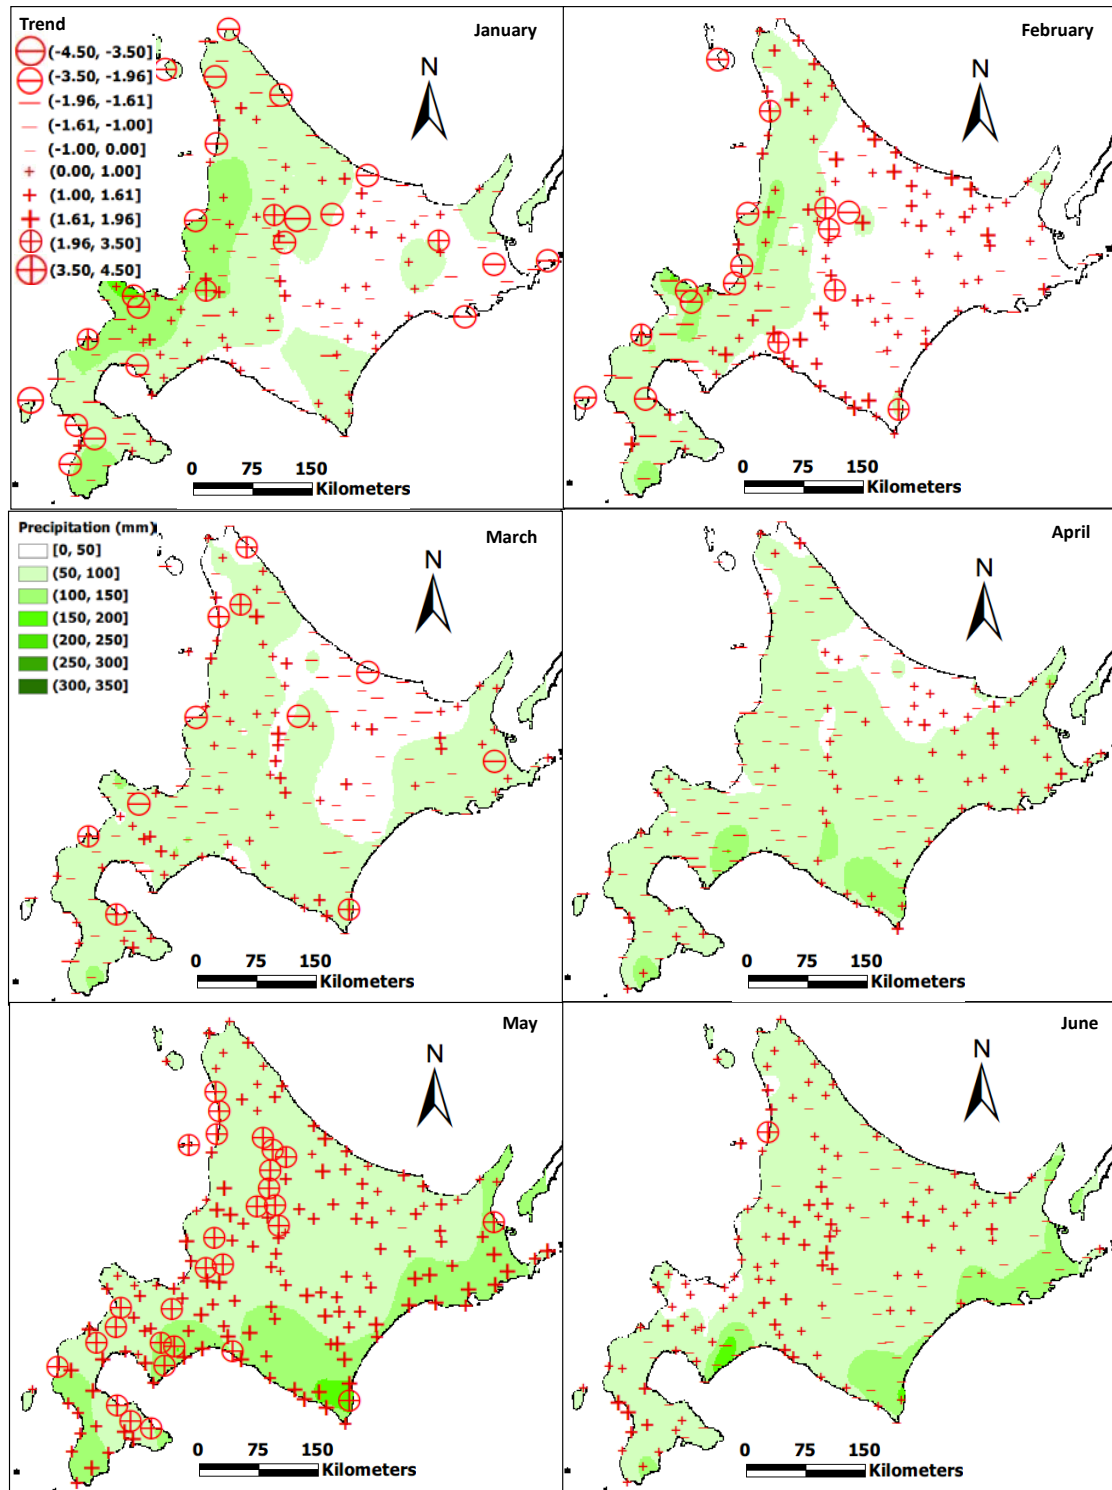 Trend
January
(-4.50, -3.50]
(-3.50, -1.96]
(-1.96, -1.61]
(-1.61, -1.00]
(-1.00, 0.00]
(0.00, 1.00]
(1.00, 1.61]
(1.61, 1.96]
(1.96, 3.50]
(3.50, 4.50]
N
0 75 150
Kilometers
February
N
0 75 150
Kilometers
March
Precipitation (mm)
[0, 50]
(50, 100]
(100, 150]
(150, 200]
(200, 250]
(250, 300]
(300, 350]
N
0 75 150
Kilometers
April
N
0 75 150
Kilometers
May
N
0 75 150
Kilometers
June
N
0 75 150
Kilometers